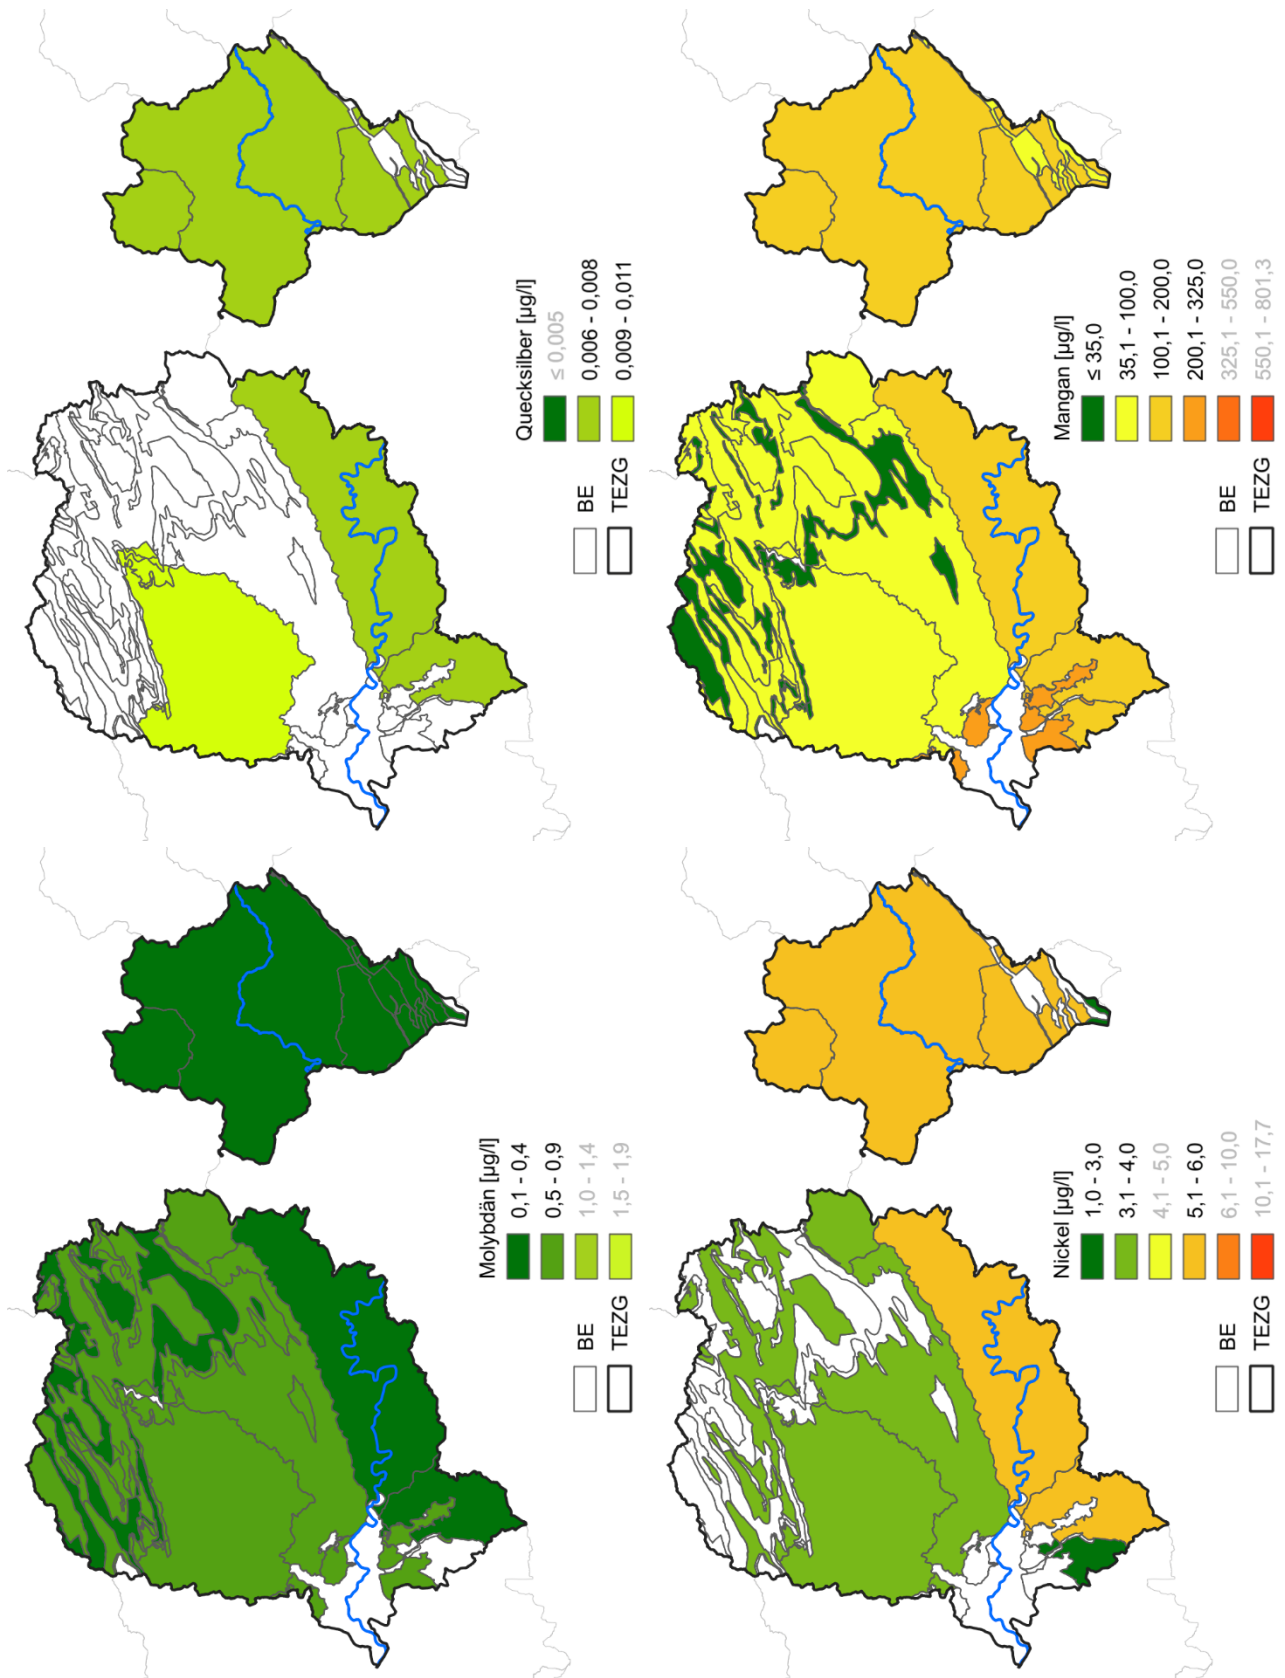 Quecksilber [µg/l]
≤ 0,005
0,006 - 0,008
0,009 - 0,011
BE
TEZG
Mangan [µg/l]
≤ 35,0
35,1 - 100,0
100,1 - 200,0
200,1 - 325,0
325,1 - 550,0
550,1 - 801,3
BE
TEZG
Molybdän [µg/l]
0,1 - 0,4
0,5 - 0,9
1,0 - 1,4
1,5 - 1,9
BE
TEZG
Nickel [µg/l]
1,0 - 3,0
3,1 - 4,0
4,1 - 5,0
5,1 - 6,0
6,1 - 10,0
10,1 - 17,7
BE
TEZG